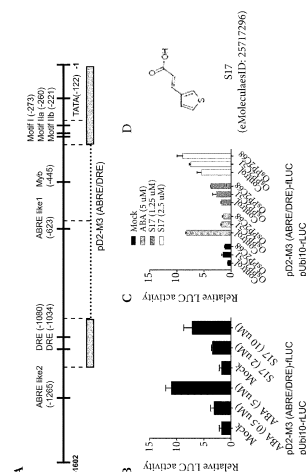 A
ABRE like2
(-1265)
DRE (-1080)
DRE (-1034)
ABRE like1
(-623)
Myb
(-445)
Motif I (-273)
Motif IIa (-260)
Motif IIb (-221)
TATA(-122)
-1602
-1
pD2-M3 (ABRE/DRE)
B
Relative LUC activity
15
10
5
0
Mock
ABA (0.5 uM)
ABA (5 uM)
Mock
S17 (2 uM)
S17 (10 uM)
pD2-M3 (ABRE/DRE)-fLUC
pUbi10-rLUC
C
Relative LUC activity
15
10
5
0
Mock
ABA (5 uM)
S17 (1.25 uM)
S17 (2.5 uM)
pD2-M3 (ABRE/DRE)-fLUC
pUbi10-rLUC
D
OH
O
S
S17
(eMoleculaesID: 25717296)